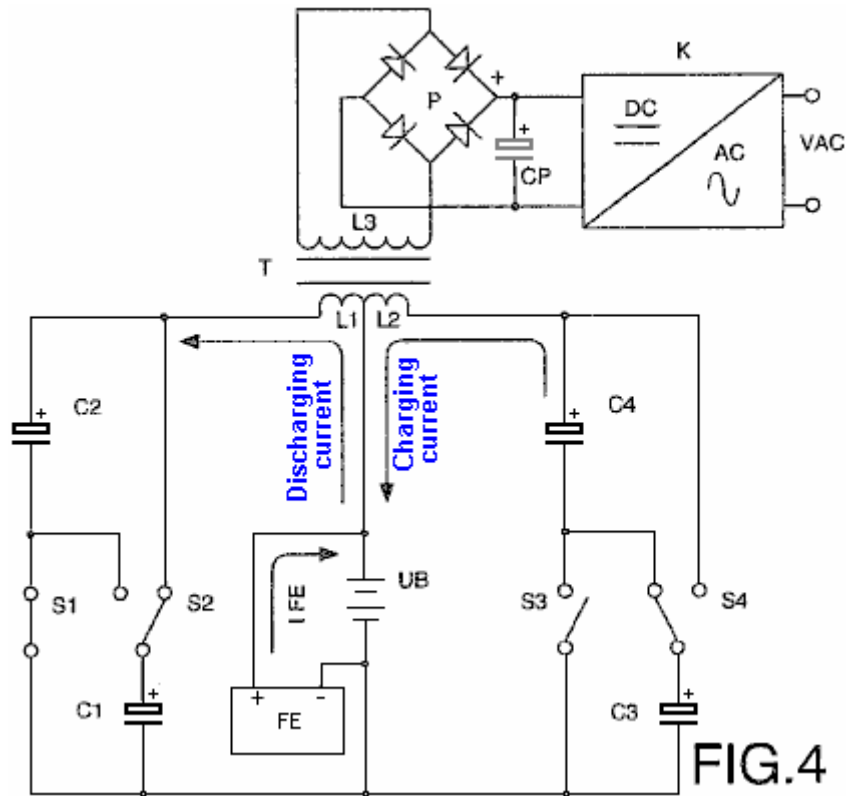 K
P
+
DC
AC
VAC
+
CP
L3
T
L1 L2
Discharging
current
Charging
current
C2
+
C4
+
S1
S2
I FE
UB
S3
S4
C1
+
+ -
FE
C3
+
FIG.4